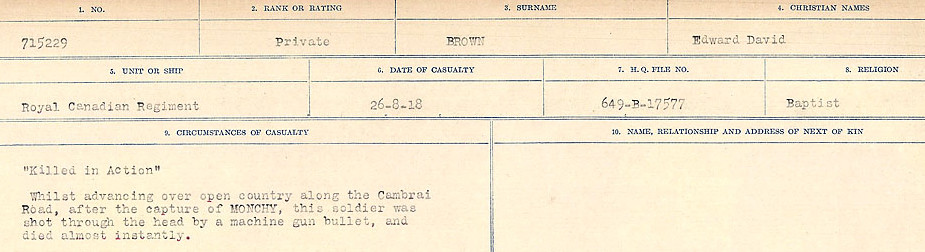 1. NO. 2. RANK OR RATING 3. SURNAME 4. CHRISTIAN NAMES
715229 Private BROWN Edward David
5. UNIT OR SHIP 6. DATE OF CASUALTY 7. H.Q. FILE NO. 8. RELIGION
Royal Canadian Regiment 26-8-18 649-B-17577 Baptist
9. CIRCUMSTANCES OF CASUALTY 10. NAME, RELATIONSHIP AND ADDRESS OF NEXT OF KIN
"Killed in Action"
Whilst advancing over open country along the Cambrai
Road, after the capture of MONCHY, this soldier was
shot through the head by a machine gun bullet, and
died almost instantly.